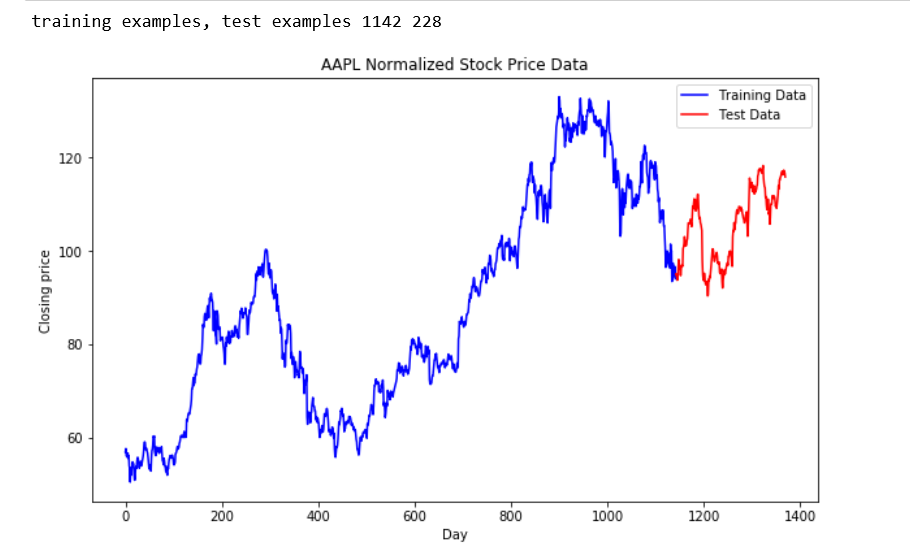 training examples, test examples 1142 228
AAPL Normalized Stock Price Data
Training Data
Test Data
120
100
80
60
Closing price
0 200 400 600 800 1000 1200 1400
Day